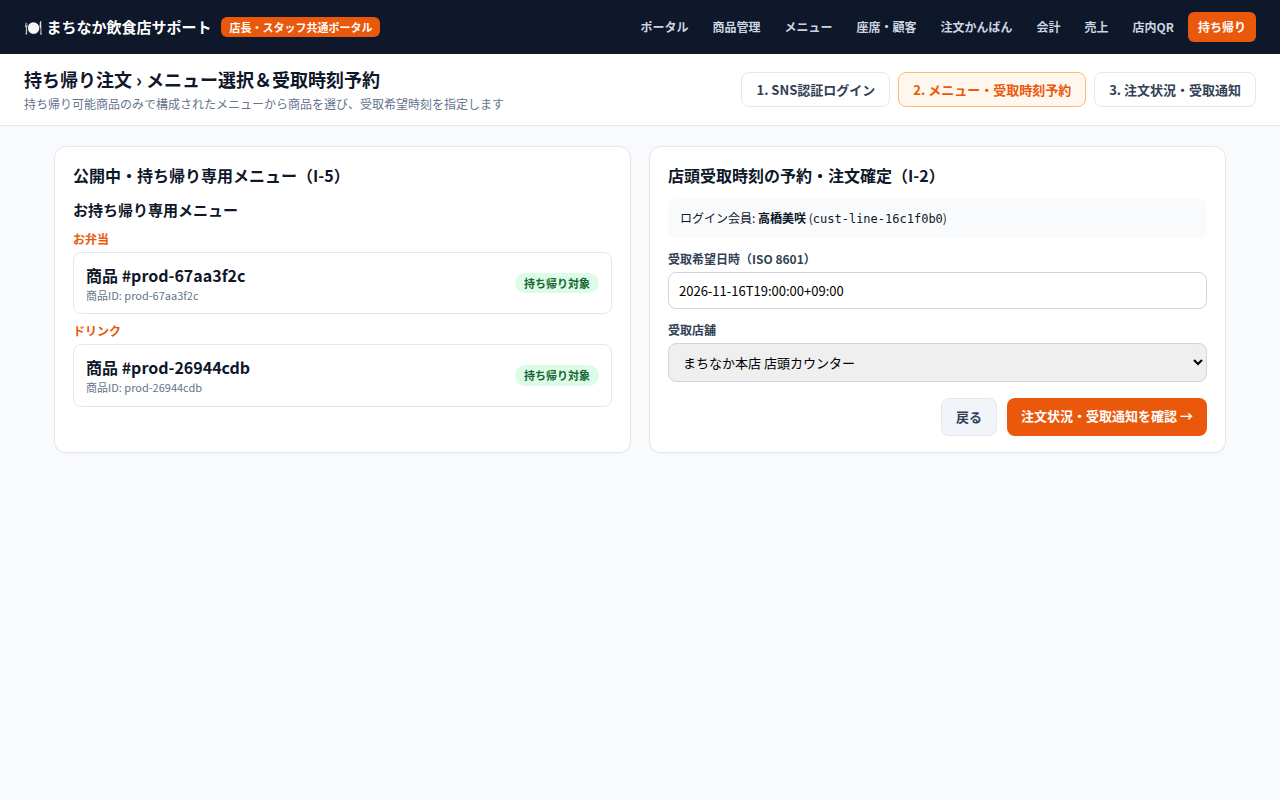 まちなか飲食店サポート 店長・スタッフ共通ポータル ポータル 商品管理 メニュー 座席・顧客 注文かんばん 会計 売上 店内QR 持ち帰り
持ち帰り注文 › メニュー選択＆受取時刻予約
持ち帰り可能商品のみで構成されたメニューから商品を選び、受取希望時刻を指定します
1. SNS認証ログイン 2. メニュー・受取時刻予約 3. 注文状況・受取通知
公開中・持ち帰り専用メニュー（I-5）
お持ち帰り専用メニュー
お弁当
商品 #prod-67aa3f2c
商品ID: prod-67aa3f2c
持ち帰り対象
ドリンク
商品 #prod-26944cdb
商品ID: prod-26944cdb
持ち帰り対象
店頭受取時刻の予約・注文確定（I-2）
ログイン会員: 高橋美咲 (cust-line-16c1f0b0)
受取希望日時（ISO 8601）
2026-11-16T19:00:00+09:00
受取店舗
まちなか本店 店頭カウンター
戻る 注文状況・受取通知を確認 →